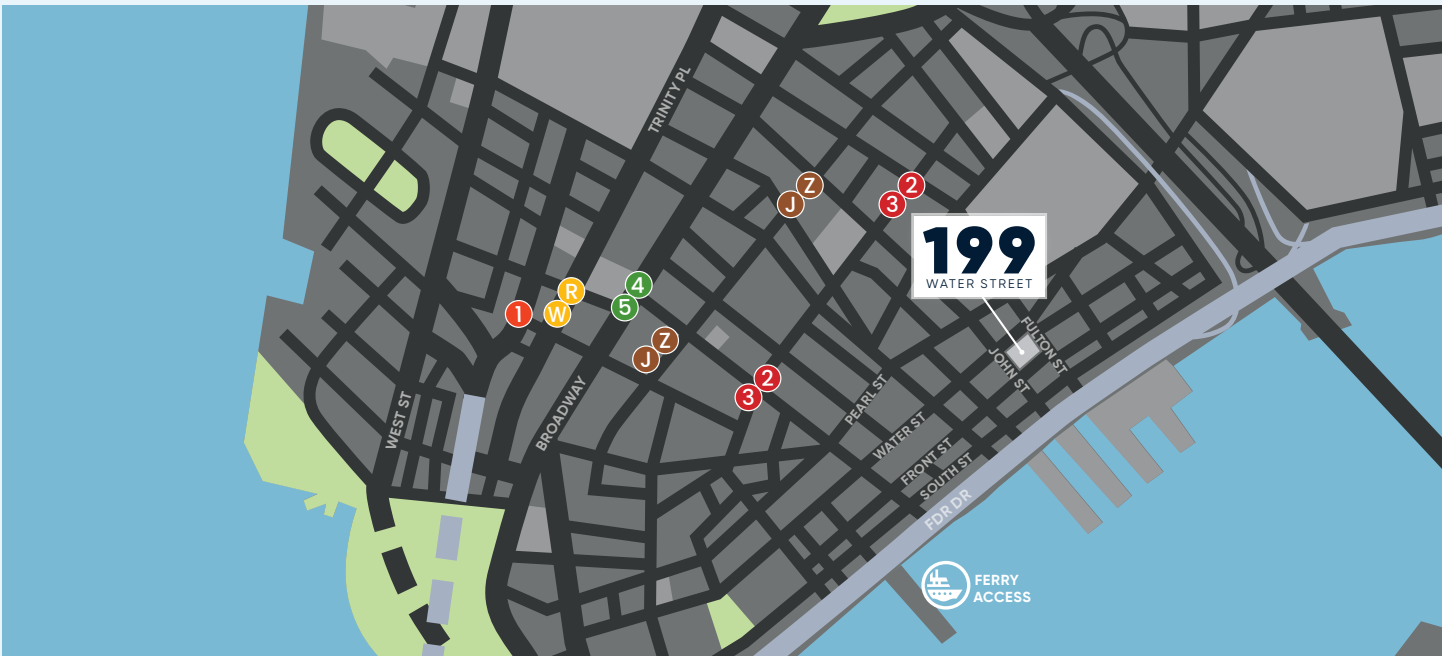 TRINITY PL
Z
J
2
3
199
WATER STREET
4
5
R
W
1
Z
J
2
3
FULTON ST
JOHN ST
PEARL ST
WEST ST
BROADWAY
WATER ST
FRONT ST
SOUTH ST
FDR DR
FERRY
ACCESS